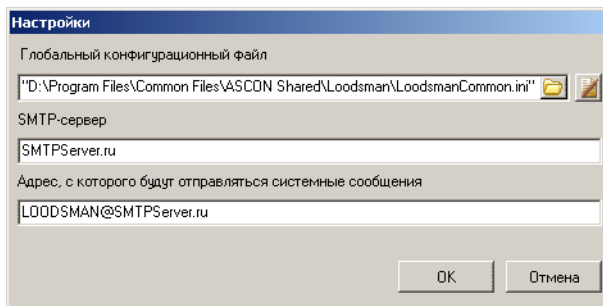 Настройки
Глобальный конфигурационный файл
"D:\Program Files\Common Files\ASCON Shared\Loodsman\LoodsmanCommon.ini"
SMTP-сервер
SMTPServer.ru
Адрес, с которого будут отправляться системные сообщения
LOODSMAN@SMTPServer.ru
OK Отмена